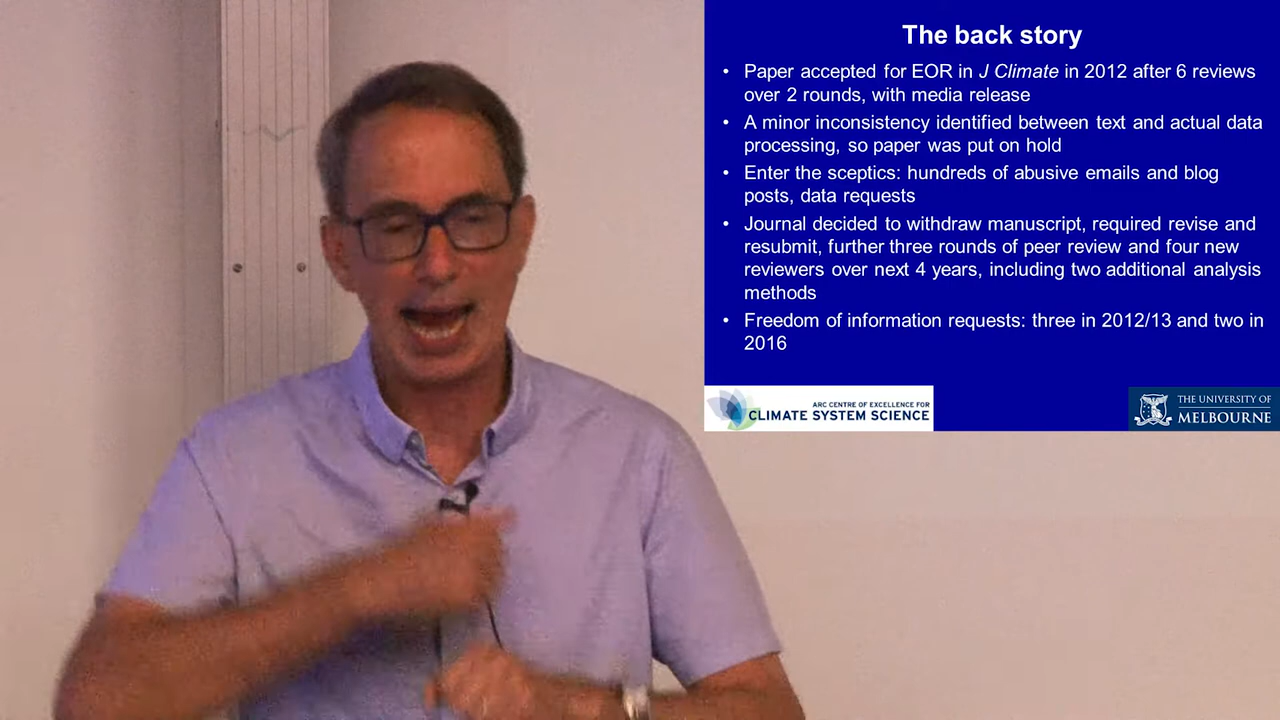 The back story
• Paper accepted for EOR in J Climate in 2012 after 6 reviews
over 2 rounds, with media release
• A minor inconsistency identified between text and actual data
processing, so paper was put on hold
• Enter the sceptics: hundreds of abusive emails and blog
posts, data requests
• Journal decided to withdraw manuscript, required revise and
resubmit, further three rounds of peer review and four new
reviewers over next 4 years, including two additional analysis
methods
• Freedom of information requests: three in 2012/13 and two in
2016
ARC CENTRE OF EXCELLENCE FOR
CLIMATE SYSTEM SCIENCE
THE UNIVERSITY OF
MELBOURNE